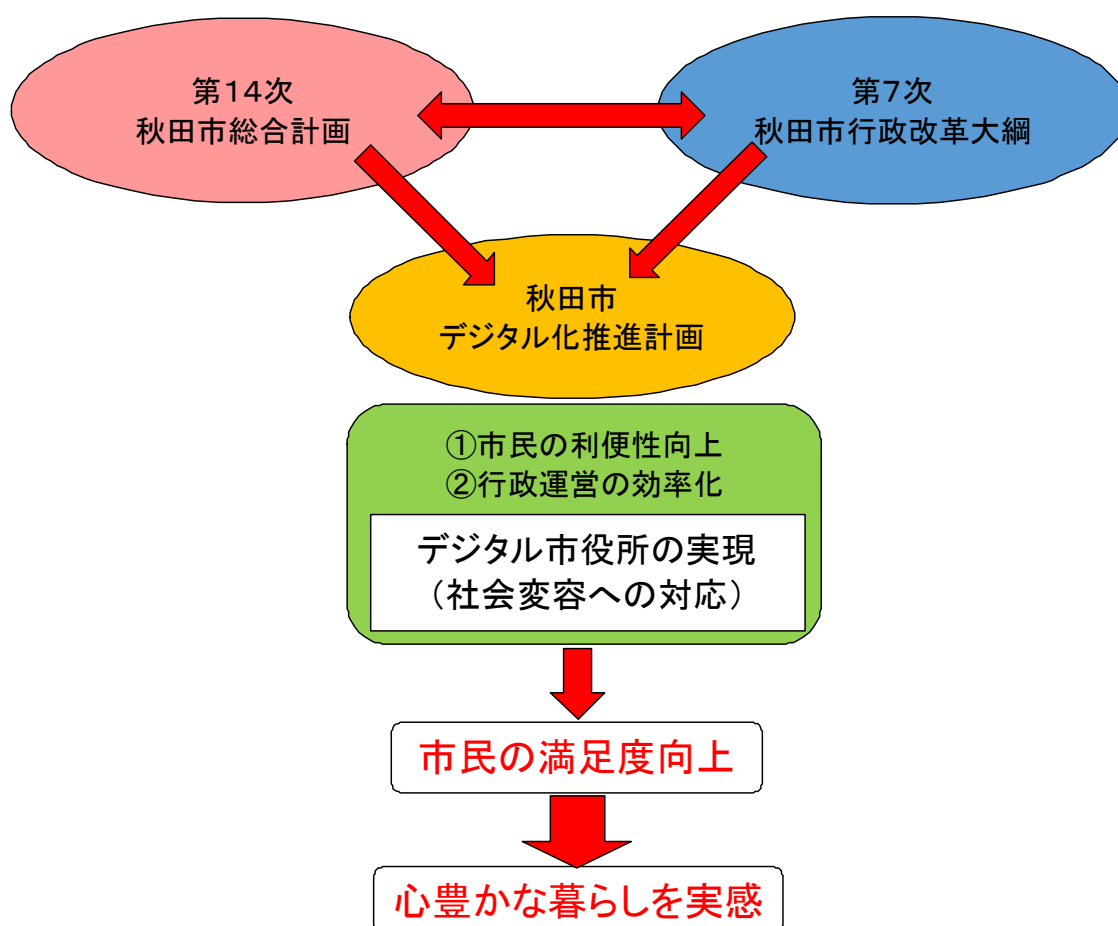 第14次
秋田市総合計画
第7次
秋田市行政改革大綱
秋田市
デジタル化推進計画
①市民の利便性向上
②行政運営の効率化
デジタル市役所の実現
（社会変容への対応）
市民の満足度向上
心豊かな暮らしを実感